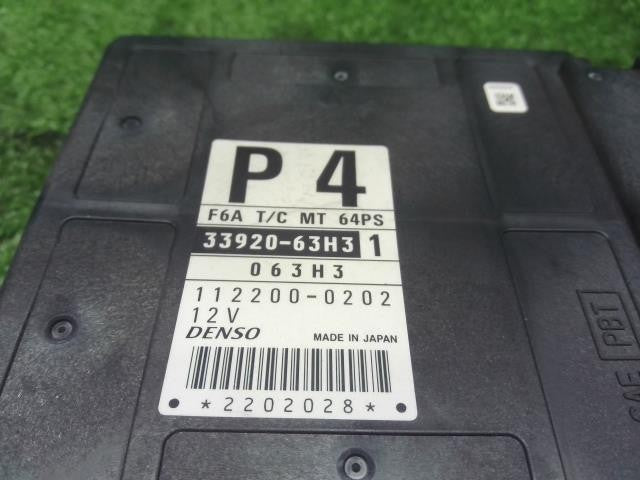 P 4
F6A T/C MT 64PS
33920-63H3 1
063H3
112200-0202
12V
DENSO MADE IN JAPAN
*2202028*
PBT